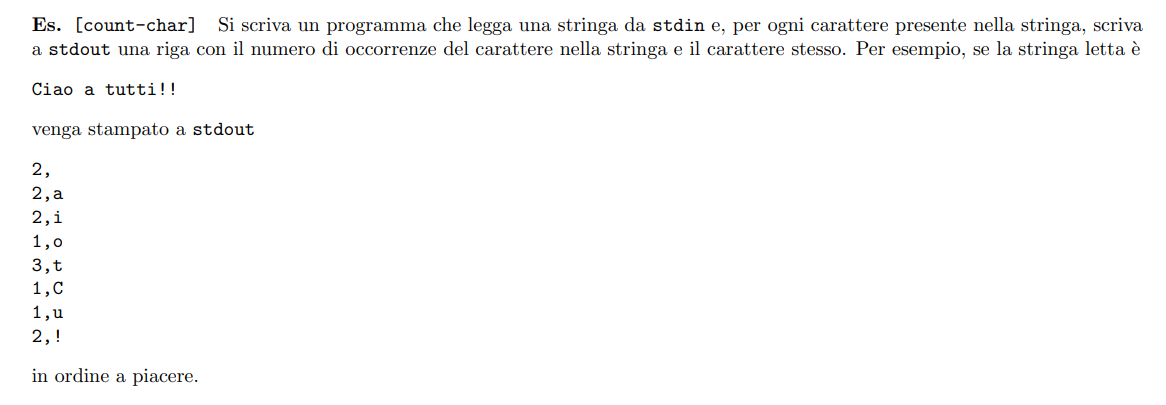 Es. [count-char] Si scriva un programma che legga una stringa da stdin e, per ogni carattere presente nella stringa, scriva
a stdout una riga con il numero di occorrenze del carattere nella stringa e il carattere stesso. Per esempio, se la stringa letta è
Ciao a tutti!!
venga stampato a stdout
2,
2,a
2,i
1,o
3,t
1,C
1,u
2,!
in ordine a piacere.